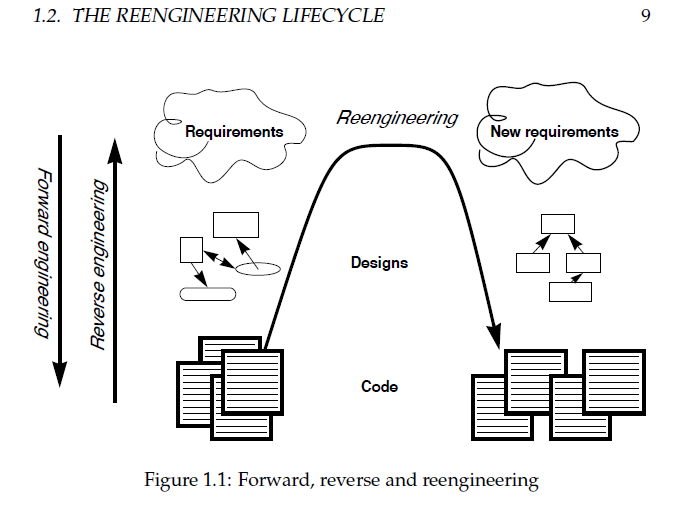 1.2. THE REENGINEERING LIFECYCLE 9
Requirements
Reengineering
New requirements
Forward engineering
Reverse engineering
Designs
Code
Figure 1.1: Forward, reverse and reengineering